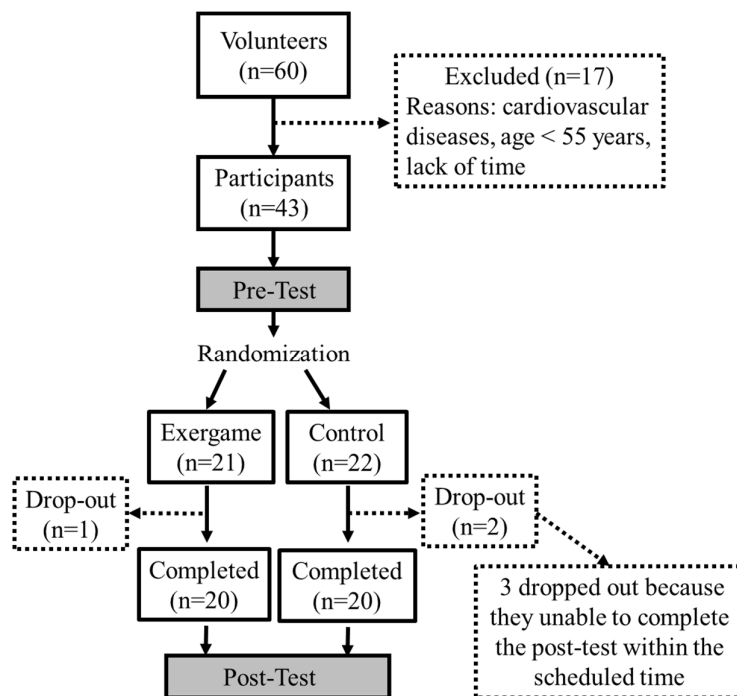 Volunteers
(n=60)
Excluded (n=17)
Reasons: cardiovascular
diseases, age < 55 years,
lack of time
Participants
(n=43)
Pre-Test
Randomization
Exergame
(n=21)
Control
(n=22)
Drop-out
(n=1)
Drop-out
(n=2)
Completed
(n=20)
Completed
(n=20)
3 dropped out because
they unable to complete
the post-test within the
scheduled time
Post-Test